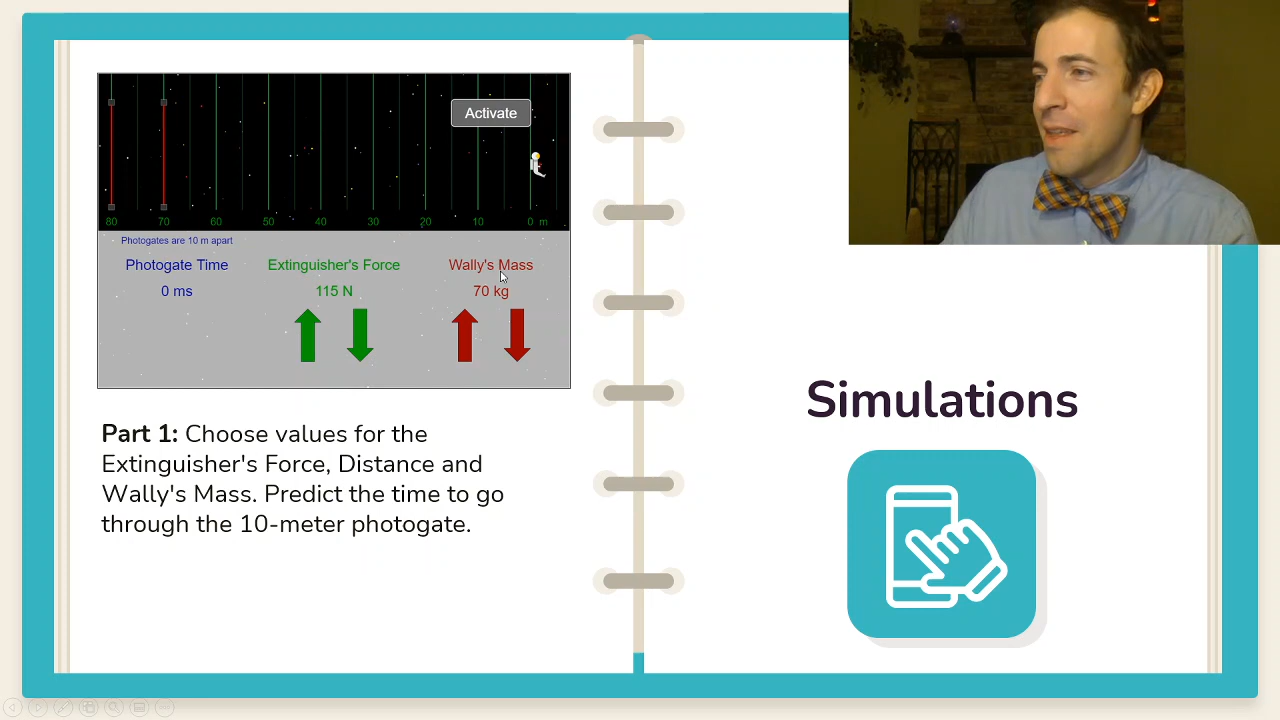 Activate
80 70 60 50 40 30 20 10 0 m
Photogates are 10 m apart
Photogate Time Extinguisher's Force Wally's Mass
0 ms 115 N 70 kg
Part 1: Choose values for the
Extinguisher's Force, Distance and
Wally's Mass. Predict the time to go
through the 10-meter photogate.
Simulations